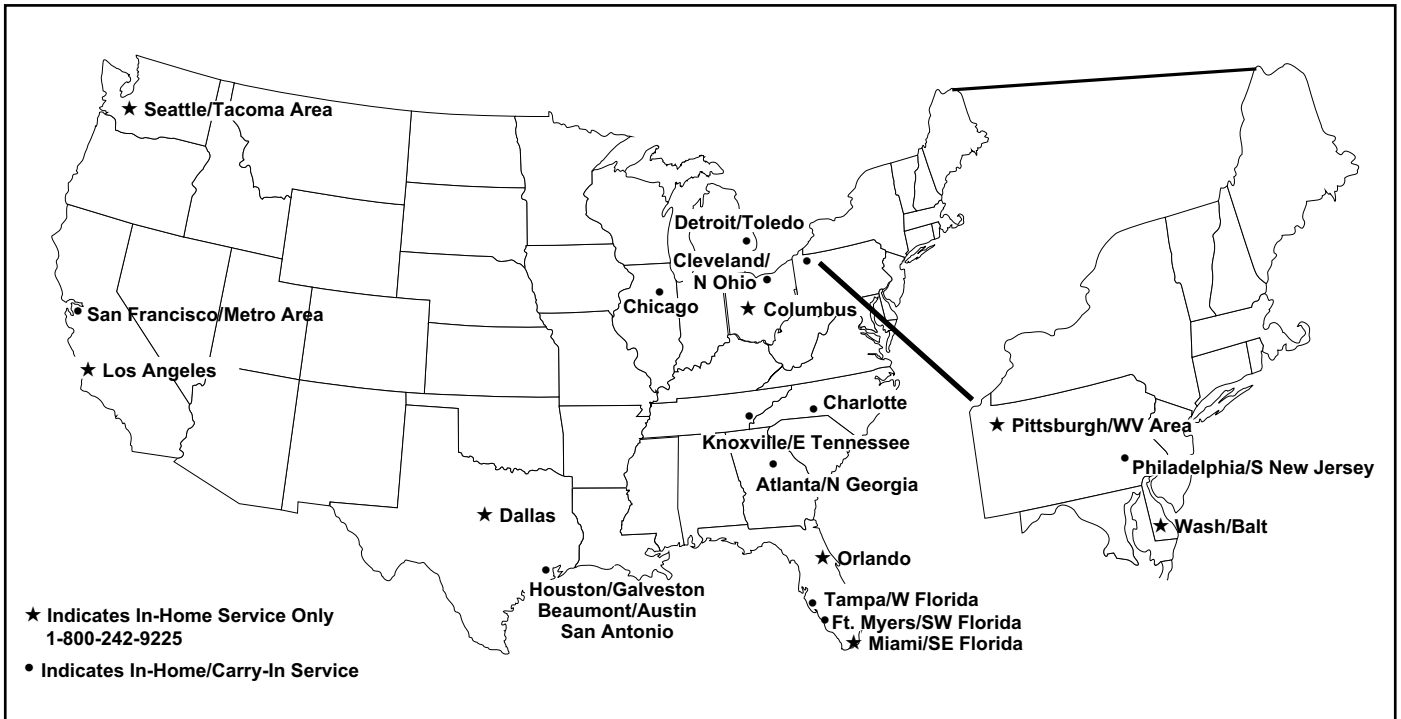 ★ Seattle/Tacoma Area
Detroit/Toledo
Cleveland/
N Ohio
Chicago
★ Columbus
San Francisco/Metro Area
★ Los Angeles
Charlotte
Knoxville/E Tennessee
Atlanta/N Georgia
★ Pittsburgh/WV Area
Philadelphia/S New Jersey
★ Wash/Balt
★ Dallas
★ Orlando
Houston/Galveston
Beaumont/Austin
San Antonio
Tampa/W Florida
Ft. Myers/SW Florida
★ Miami/SE Florida
★ Indicates In-Home Service Only
1-800-242-9225
• Indicates In-Home/Carry-In Service